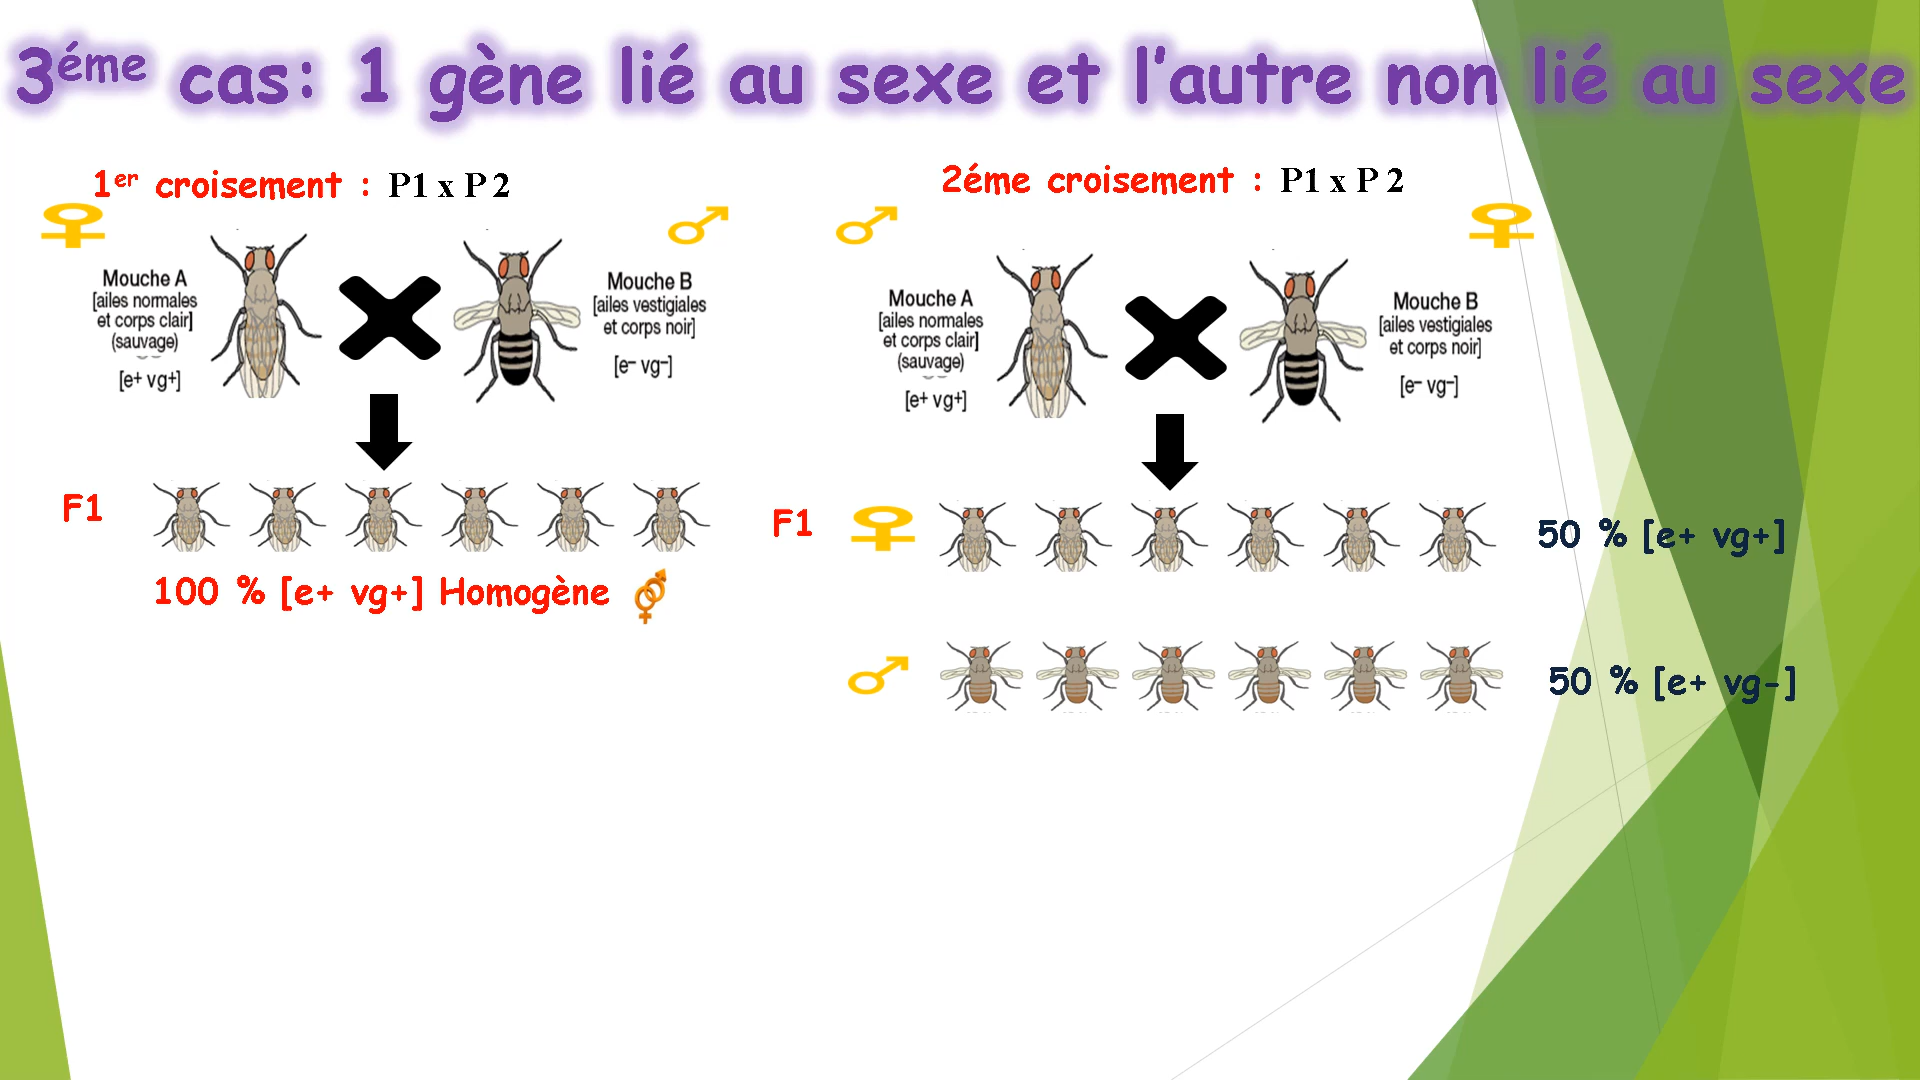 3éme cas: 1 gène lié au sexe et l'autre non lié au sexe
1er croisement : P1 x P 2
Mouche A
[ailes normales
et corps clair]
(sauvage)
[e+ vg+]
Mouche B
[ailes vestigiales
et corps noir]
[e– vg–]
F1
100 % [e+ vg+] Homogène
2éme croisement : P1 x P 2
Mouche A
[ailes normales
et corps clair]
(sauvage)
[e+ vg+]
Mouche B
[ailes vestigiales
et corps noir]
[e– vg–]
F1
50 % [e+ vg+]
50 % [e+ vg-]